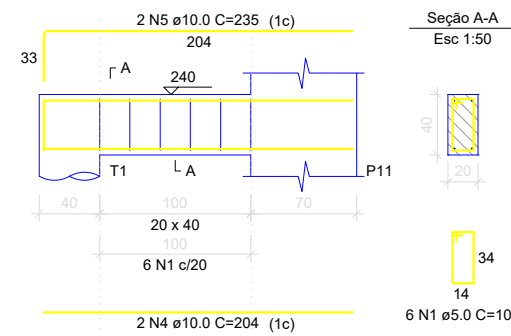 2 N5 ø10.0 C=235 (1c)
204
33
A
240
T1
A
P11
40
100
70
20 x 40
100
6 N1 c/20
2 N4 ø10.0 C=204 (1c)
Seção A-A
Esc 1:50
40
20
34
14
6 N1 ø5.0 C=10